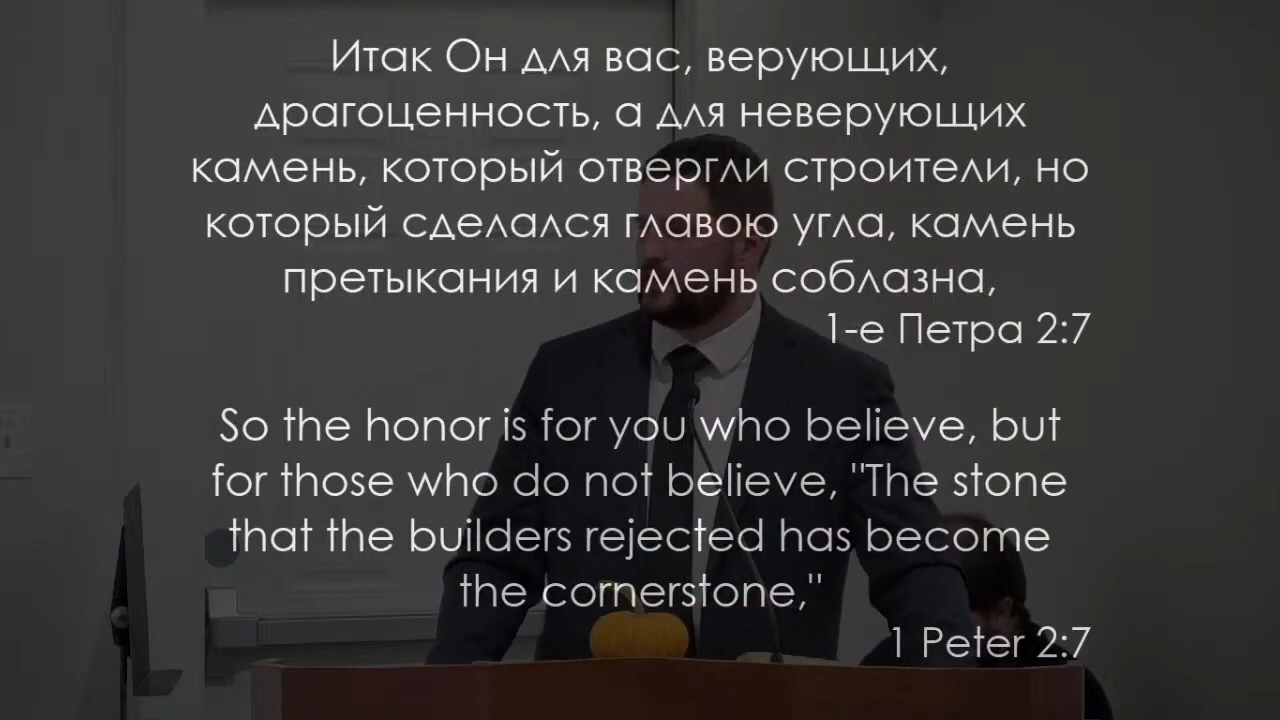 Итак Он для вас, верующих,
драгоценность, а для неверующих
камень, который отвергли строители, но
который сделался главою угла, камень
претыкания и камень соблазна,
1-е Петра 2:7
So the honor is for you who believe, but
for those who do not believe, "The stone
that the builders rejected has become
the cornerstone,"
1 Peter 2:7